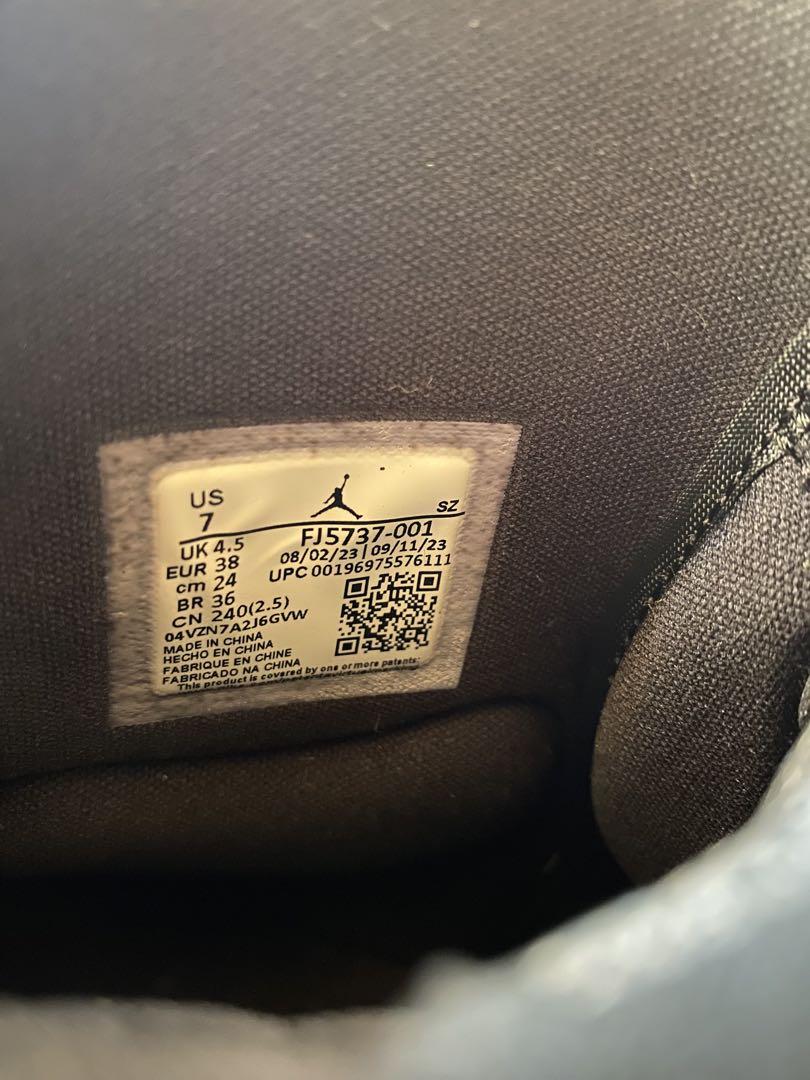 US
7
SZ
UK 4.5
EUR 38
cm 24
BR 36
CN 240(2.5)
FJ5737-001
08/02/23 | 09/11/23
UPC 00196975576111
04VZN7A2J6GVW
MADE IN CHINA
HECHO EN CHINA
FABRIQUE EN CHINE
FABRICADO NA CHINA
This product is covered by one or more patents: